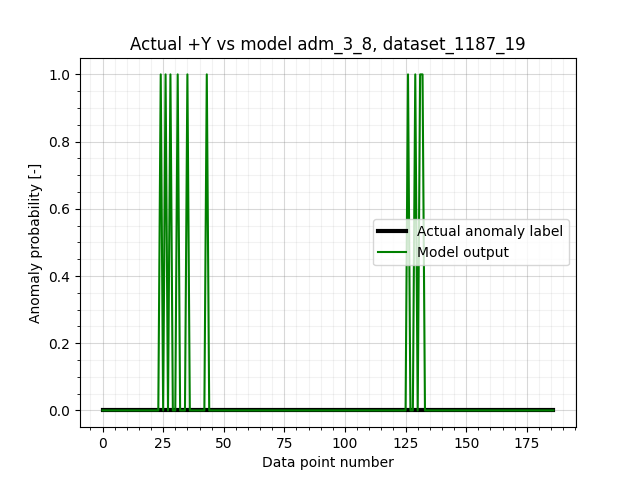 Actual +Y vs model adm_3_8, dataset_1187_19
Anomaly probability [-]
1.0
0.8
0.6
0.4
0.2
0.0
Actual anomaly label
Model output
0 25 50 75 100 125 150 175
Data point number